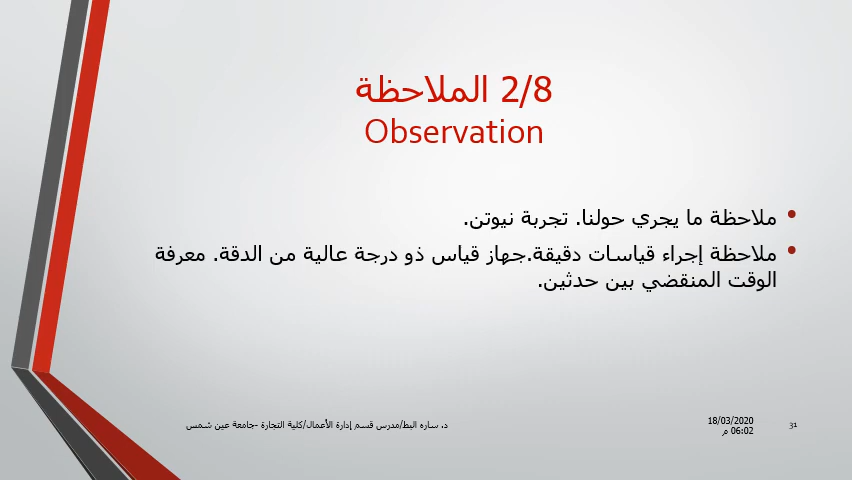 2/8 الملاحظة
Observation
• ملاحظة ما يجري حولنا. تجربة نيوتن.
• ملاحظة إجراء قياسات دقيقة.جهاز قياس ذو درجة عالية من الدقة. معرفة
الوقت المنقضي بين حدثين.
31
18/03/2020
06:02 م
د. ساره البط/مدرس قسم إدارة الأعمال/كلية التجارة -جامعة عين شمس